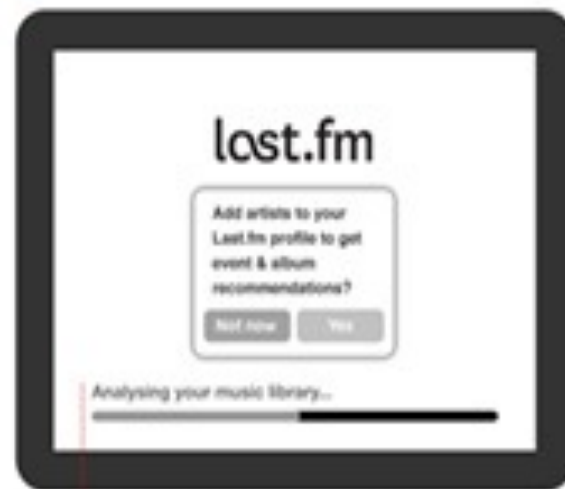 last.fm
Add artists to your
Last.fm profile to get
event & album
recommendations?
Not now Yes
Analysing your music library...